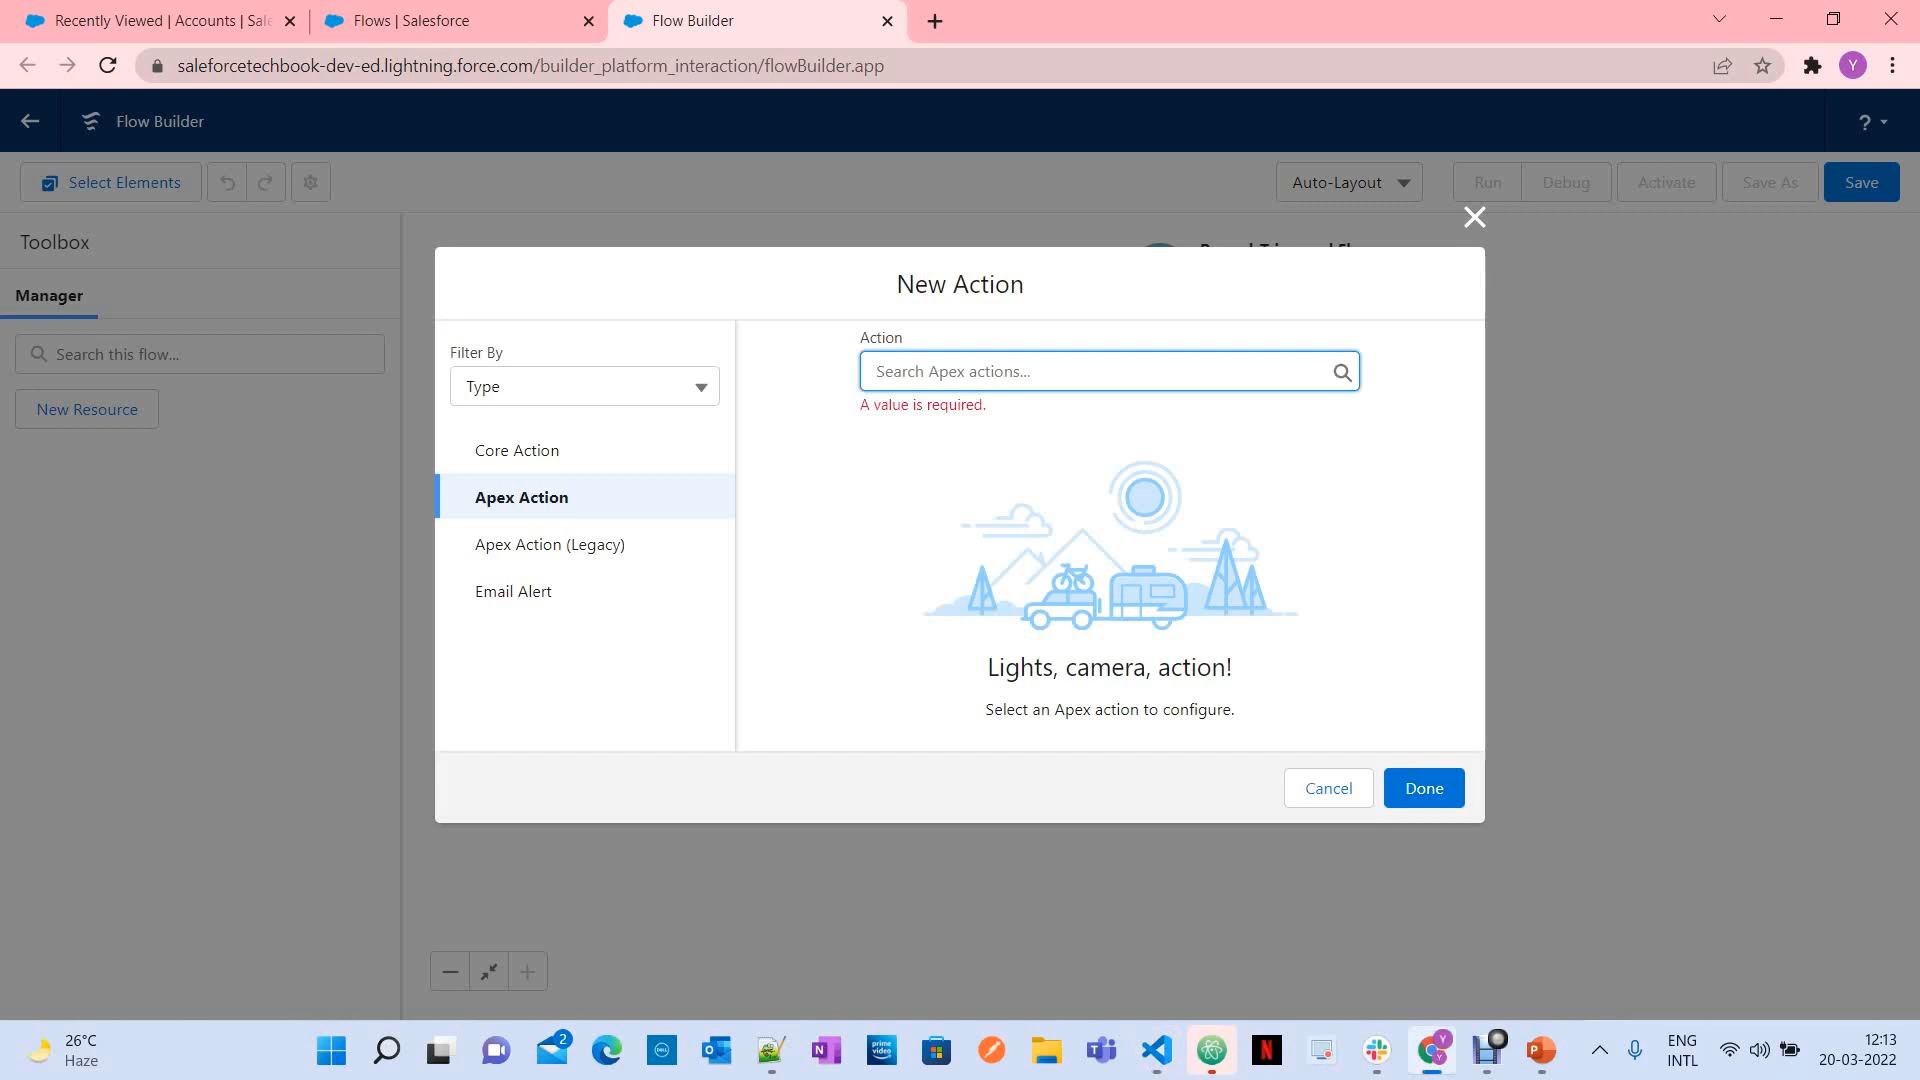 Recently Viewed | Accounts | Sale
Flows | Salesforce
Flow Builder
saleforcetechbook-dev-ed.lightning.force.com/builder_platform_interaction/flowBuilder.app
Y
Flow Builder
?
Select Elements
Auto-Layout
Run
Debug
Activate
Save As
Save
Toolbox
Manager
Search this flow...
New Resource
New Action
Filter By
Type
Core Action
Apex Action
Apex Action (Legacy)
Email Alert
Action
Search Apex actions...
A value is required.
Lights, camera, action!
Select an Apex action to configure.
Cancel
Done
26°C
Haze
2
DELL
prime video
N
N
Y
Y
P
ENG
INTL
12:13
20-03-2022